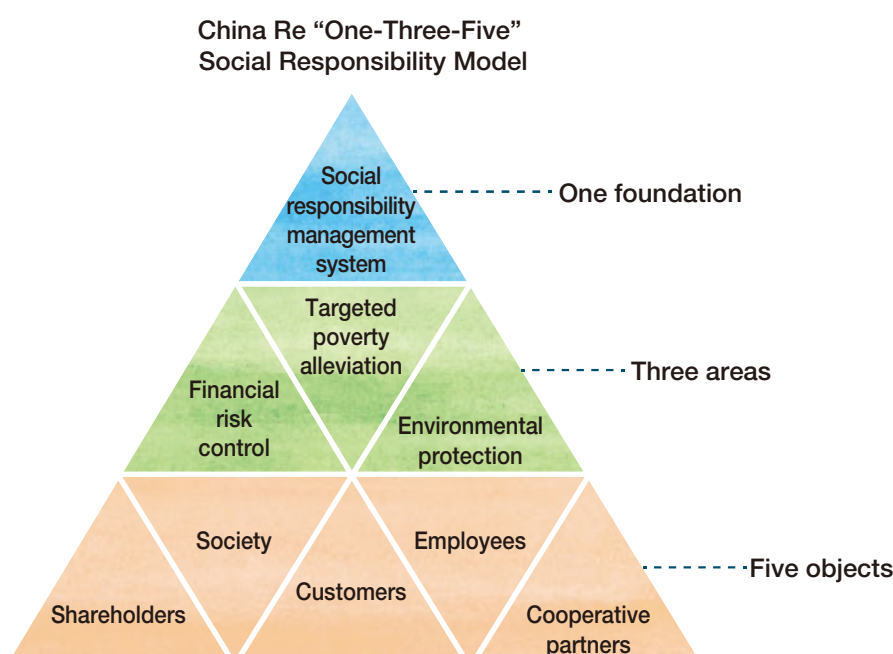 China Re “One-Three-Five”
Social Responsibility Model
Social
responsibility
management
system
One foundation
Targeted
poverty
alleviation
Financial
risk
control
Environmental
protection
Three areas
Society
Employees
Customers
Shareholders
Cooperative
partners
Five objects